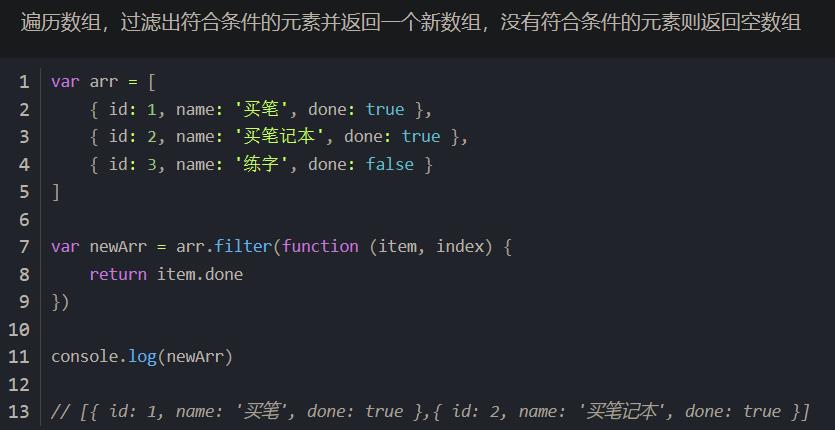 遍历数组，过滤出符合条件的元素并返回一个新数组，没有符合条件的元素则返回空数组
1 var arr = [
2     { id: 1, name: '买笔', done: true },
3     { id: 2, name: '买笔记本', done: true },
4     { id: 3, name: '练字', done: false }
5 ]
6
7 var newArr = arr.filter(function (item, index) {
8     return item.done
9 })
10
11 console.log(newArr)
12
13 // [{ id: 1, name: '买笔', done: true },{ id: 2, name: '买笔记本', done: true }]